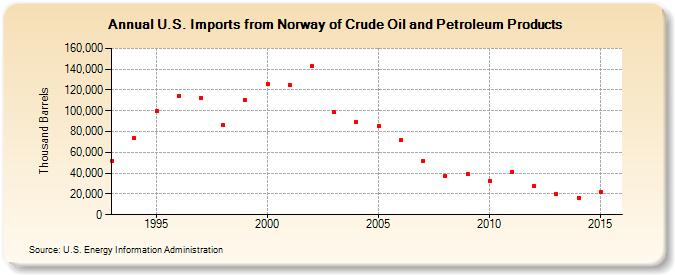 Annual U.S. Imports from Norway of Crude Oil and Petroleum Products
Thousand Barrels
160,000
140,000
120,000
100,000
80,000
60,000
40,000
20,000
0
1995 2000 2005 2010 2015
Source: U.S. Energy Information Administration